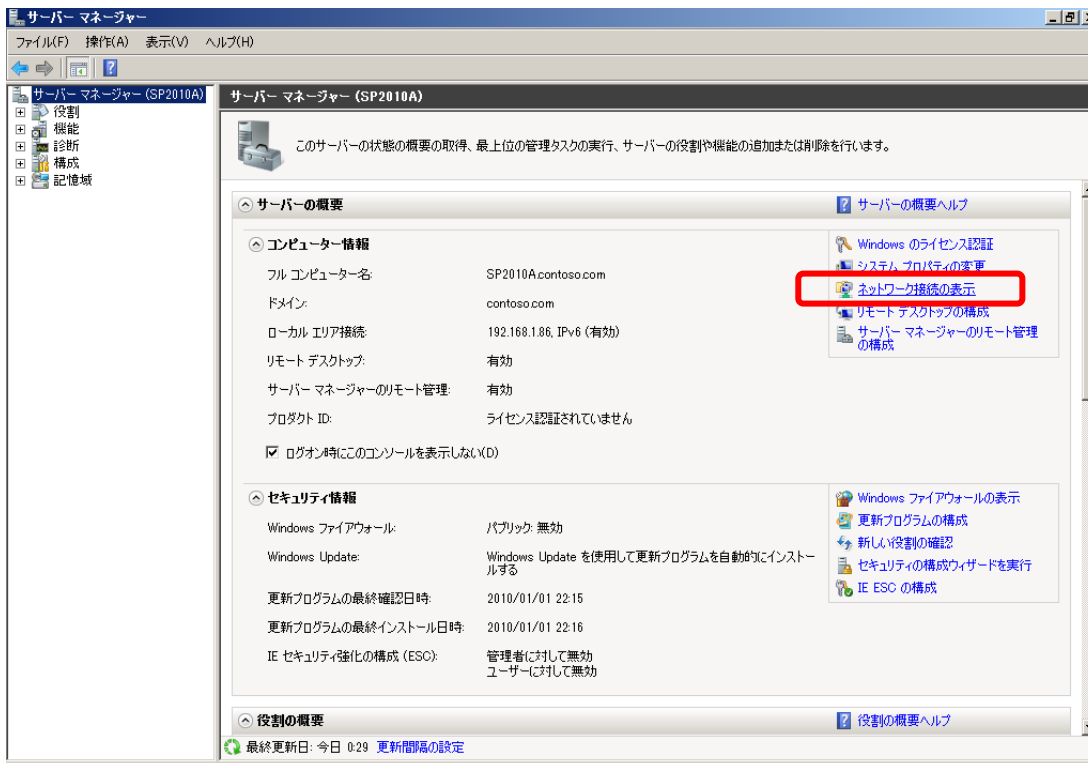 サーバー マネージャー
ファイル(F) 操作(A) 表示(V) ヘルプ(H)
サーバー マネージャー (SP2010A)
役割
機能
診断
構成
記憶域
サーバー マネージャー (SP2010A)
このサーバーの状態の概要の取得、最上位の管理タスクの実行、サーバーの役割や機能の追加または削除を行います。
サーバーの概要
サーバーの概要ヘルプ
コンピューター情報
フル コンピューター名: SP2010A.contoso.com
ドメイン: contoso.com
ローカル エリア接続: 192.168.1.86, IPv6 (有効)
リモート デスクトップ: 有効
サーバー マネージャーのリモート管理: 有効
プロダクト ID: ライセンス認証されていません
ログオン時にこのコンソールを表示しない(D)
Windows のライセンス認証
システム プロパティの変更
ネットワーク接続の表示
リモート デスクトップの構成
サーバー マネージャーのリモート管理
の構成
セキュリティ情報
Windows ファイアウォール: パブリック: 無効
Windows Update: Windows Update を使用して更新プログラムを自動的にインストー
ルする
更新プログラムの最終確認日時: 2010/01/01 22:15
更新プログラムの最終インストール日時: 2010/01/01 22:16
IE セキュリティ強化の構成 (ESC): 管理者に対して無効
ユーザーに対して無効
Windows ファイアウォールの表示
更新プログラムの構成
新しい役割の確認
セキュリティの構成ウィザードを実行
IE ESC の構成
役割の概要
役割の概要ヘルプ
最終更新日: 今日 0:29 更新間隔の設定